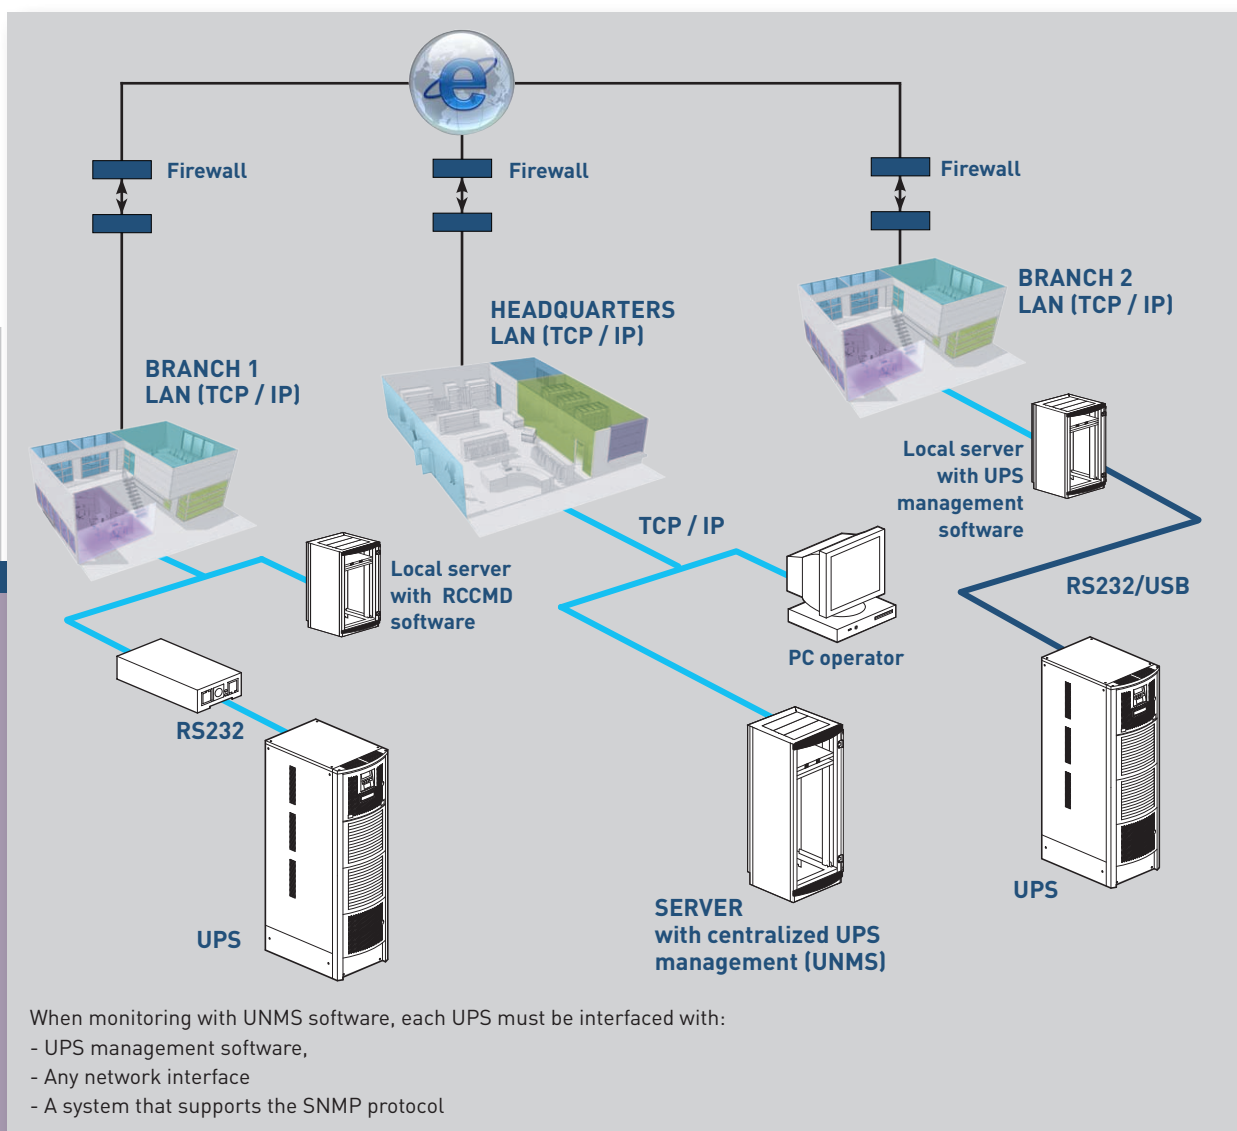 Firewall
Firewall
Firewall
BRANCH 2
LAN (TCP / IP)
HEADQUARTERS
LAN (TCP / IP)
BRANCH 1
LAN (TCP / IP)
Local server
with UPS
management
software
TCP / IP
Local server
with RCCMD
software
RS232/USB
PC operator
RS232
UPS
SERVER
with centralized UPS
management (UNMS)
UPS
When monitoring with UNMS software, each UPS must be interfaced with:
- UPS management software,
- Any network interface
- A system that supports the SNMP protocol